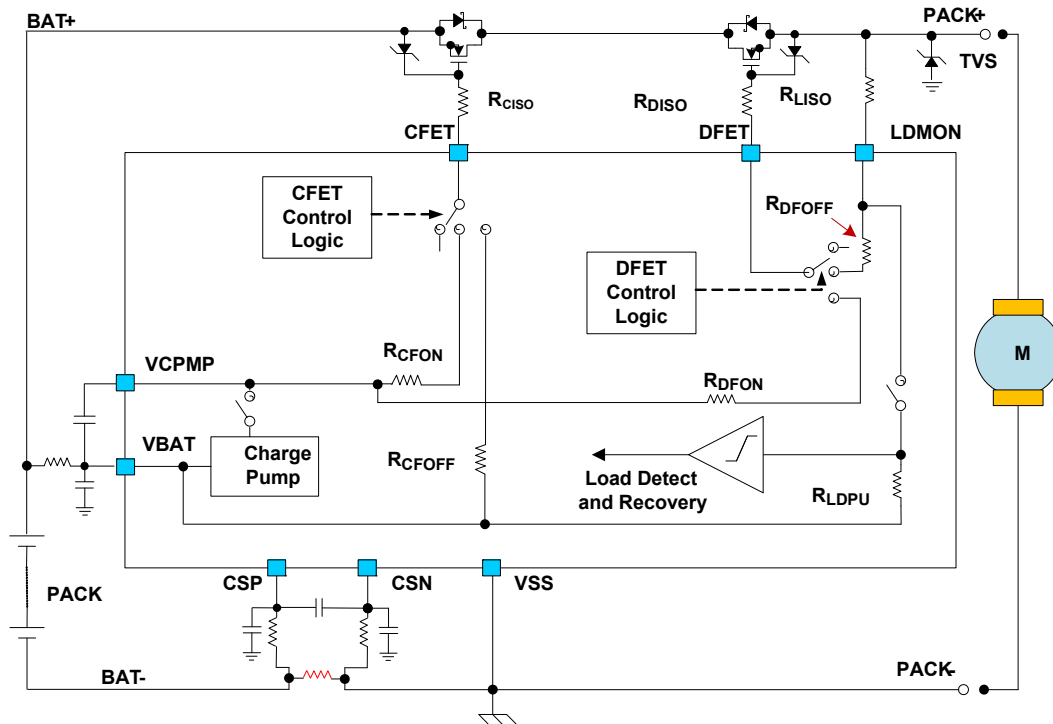 BAT+
PACK+
TVS
RCISO
RDISO
RLISO
CFET
DFET
LDMON
CFET
Control
Logic
RDFOFF
DFET
Control
Logic
M
VCPMP
RCFON
RDFON
VBAT
Charge
Pump
RCFOFF
Load Detect
and Recovery
RLDPU
CSP
CSN
VSS
PACK
BAT-
PACK-